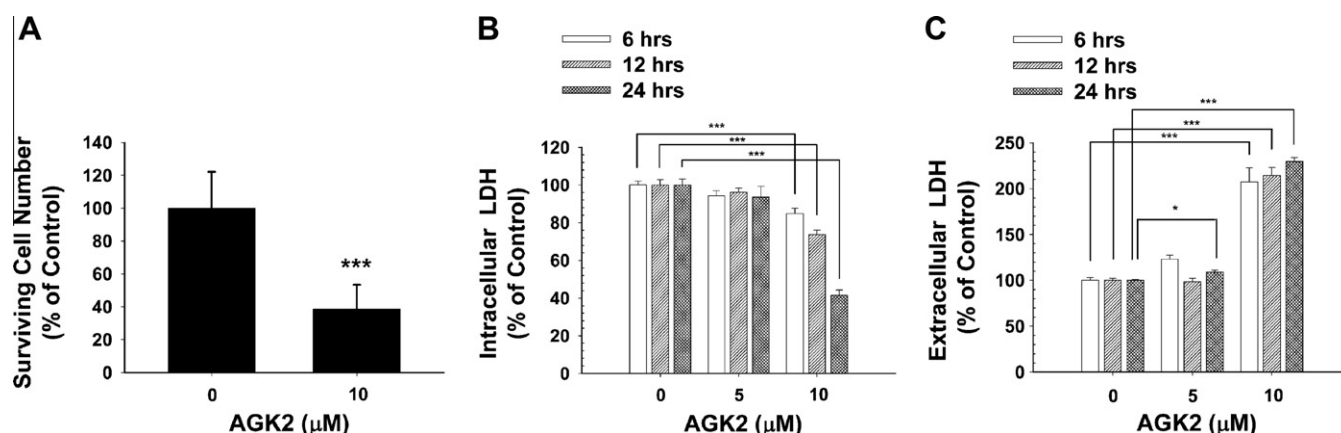 A
Surviving Cell Number
(% of Control)
140
120
100
80
60
40
20
0
***
0
10
AGK2 (μM)
B
6 hrs
12 hrs
24 hrs
Intracellular LDH
(% of Control)
120
100
80
60
40
20
0
***
***
***
0
5
10
AGK2 (μM)
C
6 hrs
12 hrs
24 hrs
Extracellular LDH
(% of Control)
250
200
150
100
50
0
***
***
***
*
0
5
10
AGK2 (μM)